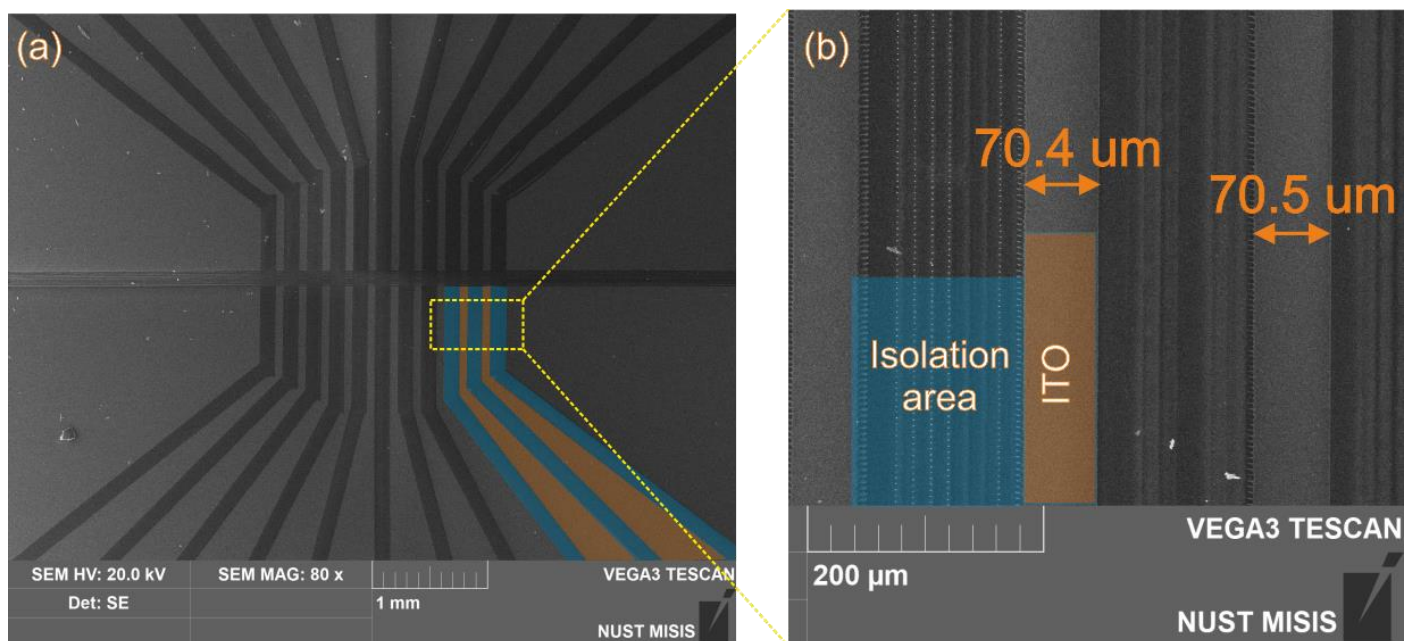 (a)
SEM HV: 20.0 kV
SEM MAG: 80 x
Det: SE
1 mm
VEGA3 TESCAN
NUST MISIS
(b)
70.4 um
70.5 um
Isolation
area
ITO
200 µm
VEGA3 TESCAN
NUST MISIS